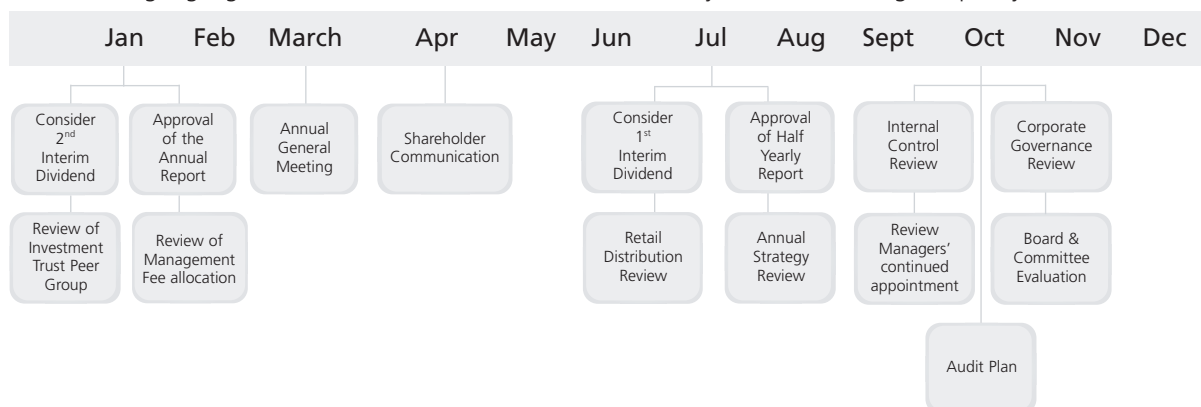 Jan Feb March Apr May Jun Jul Aug Sept Oct Nov Dec
Consider
2nd
Interim
Dividend
Approval
of the
Annual
Report
Annual
General
Meeting
Shareholder
Communication
Consider
1st
Interim
Dividend
Approval
of Half
Yearly
Report
Internal
Control
Review
Corporate
Governance
Review
Review of
Investment
Trust Peer
Group
Review of
Management
Fee allocation
Retail
Distribution
Review
Annual
Strategy
Review
Review
Managers’
continued
appointment
Board &
Committee
Evaluation
Audit Plan